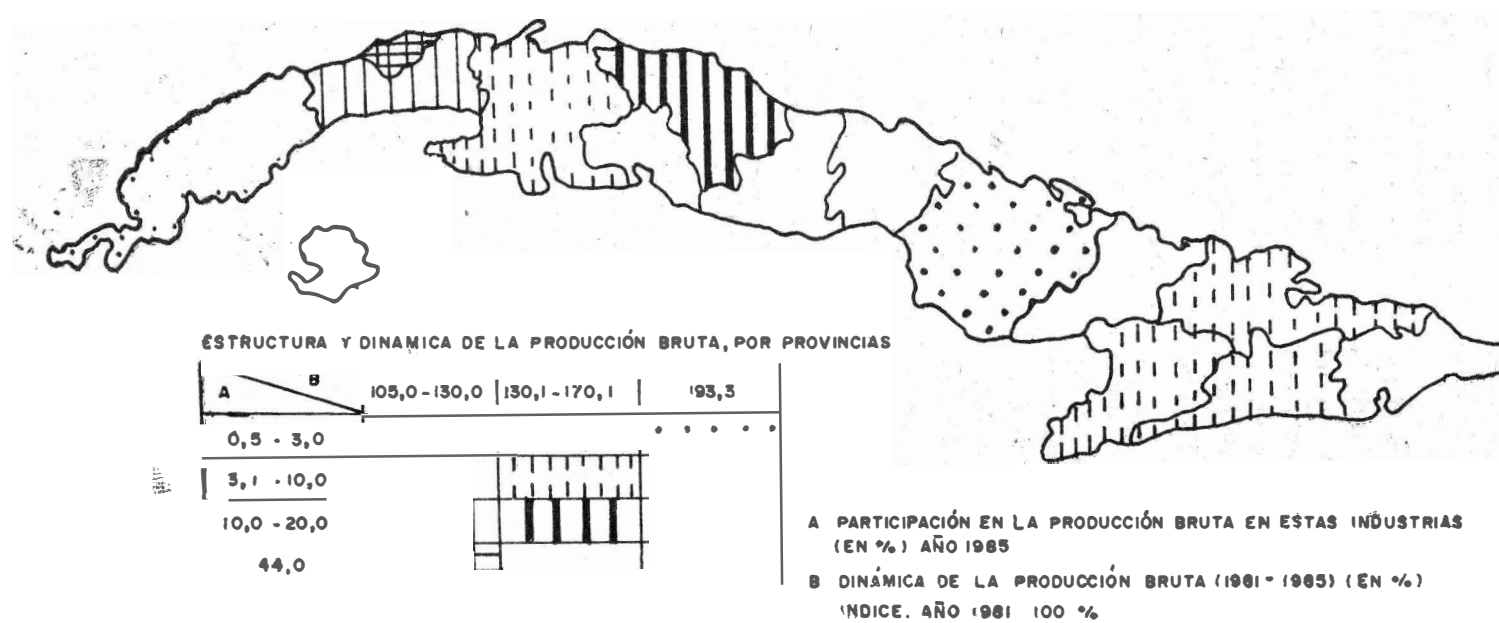 ESTRUCTURA Y DINAMICA DE LA PRODUCCIÓN BRUTA, POR PROVINCIAS
A B 105,0-130,0 130,1-170,1 193,3
0,5 - 3,0
3,1 - 10,0
10,0 - 20,0
44,0
A PARTICIPACIÓN EN LA PRODUCCIÓN BRUTA EN ESTAS INDUSTRIAS
(EN %) AÑO 1985
B DINÁMICA DE LA PRODUCCIÓN BRUTA (1981 - 1985) (EN %)
INDICE. AÑO 1981 100 %